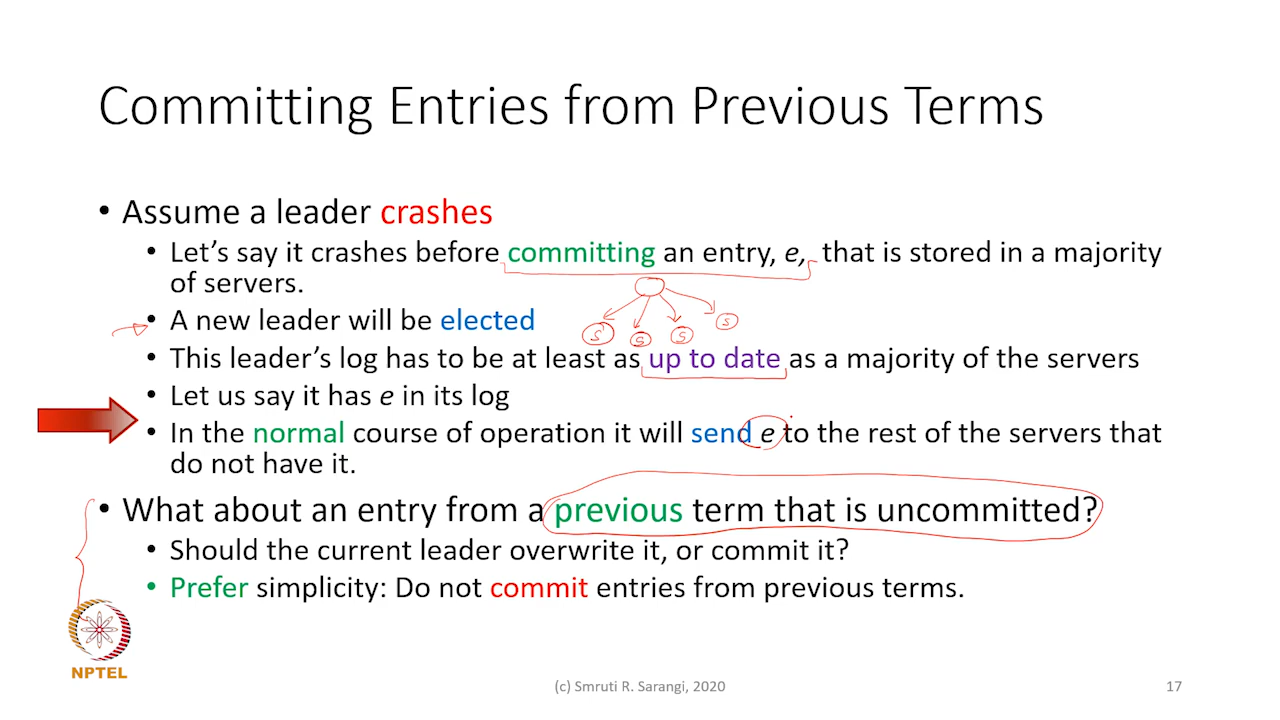 Committing Entries from Previous Terms
• Assume a leader crashes
• Let's say it crashes before committing an entry, e, that is stored in a majority
of servers.
• A new leader will be elected
S S S S
• This leader's log has to be at least as up to date as a majority of the servers
• Let us say it has e in its log
• In the normal course of operation it will send e to the rest of the servers that
do not have it.
• What about an entry from a previous term that is uncommitted?
• Should the current leader overwrite it, or commit it?
• Prefer simplicity: Do not commit entries from previous terms.
NPTEL
(c) Smruti R. Sarangi, 2020
17